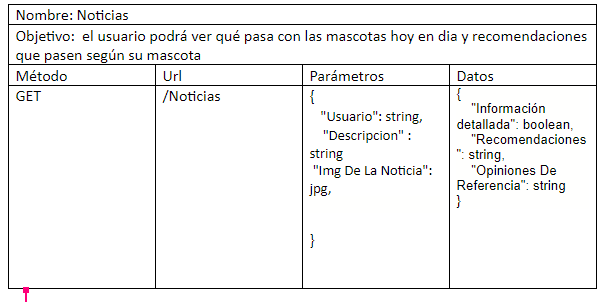 Nombre: Noticias
Objetivo:  el usuario podrá ver qué pasa con las mascotas hoy en dia y recomendaciones
que pasen según su mascota
Método
Url
Parámetros
Datos
GET
/Noticias
{
"Usuario": string,
"Descripcion" :
string
"Img De La Noticia":
jpg,
}
{
"Información
detallada": boolean,
"Recomendaciones
": string,
"Opiniones De
Referencia": string
}